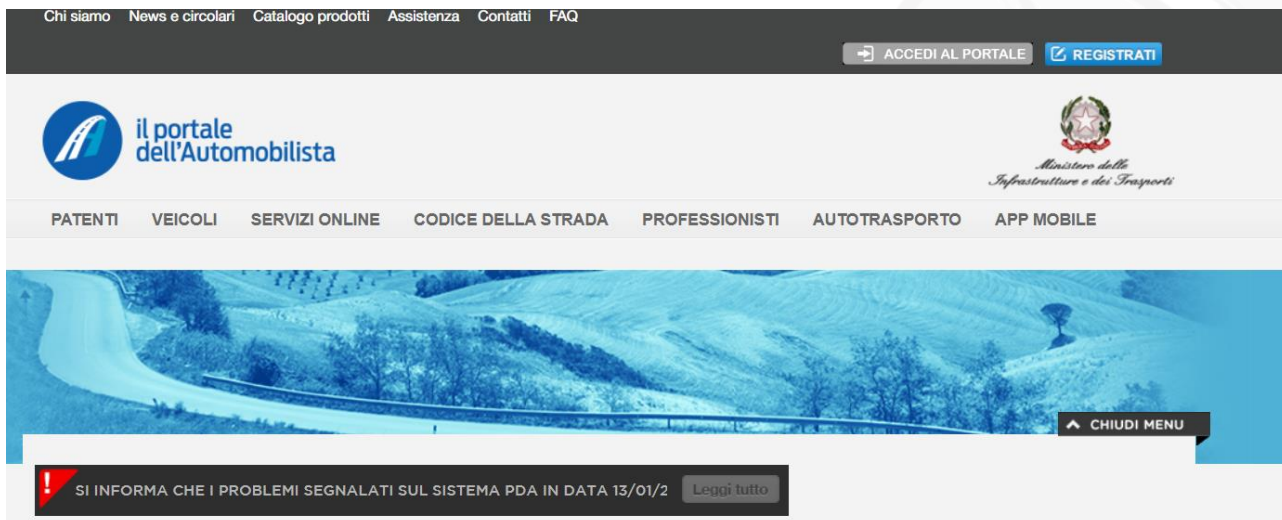 Chi siamo News e circolari Catalogo prodotti Assistenza Contatti FAQ
ACCEDI AL PORTALE REGISTRATI
il portale
dell'Automobilista
Ministero delle
Infrastrutture e dei Trasporti
PATENTI VEICOLI SERVIZI ONLINE CODICE DELLA STRADA PROFESSIONISTI AUTOTRASPORTO APP MOBILE
CHIUDI MENU
! SI INFORMA CHE I PROBLEMI SEGNALATI SUL SISTEMA PDA IN DATA 13/01/2 Leggi tutto